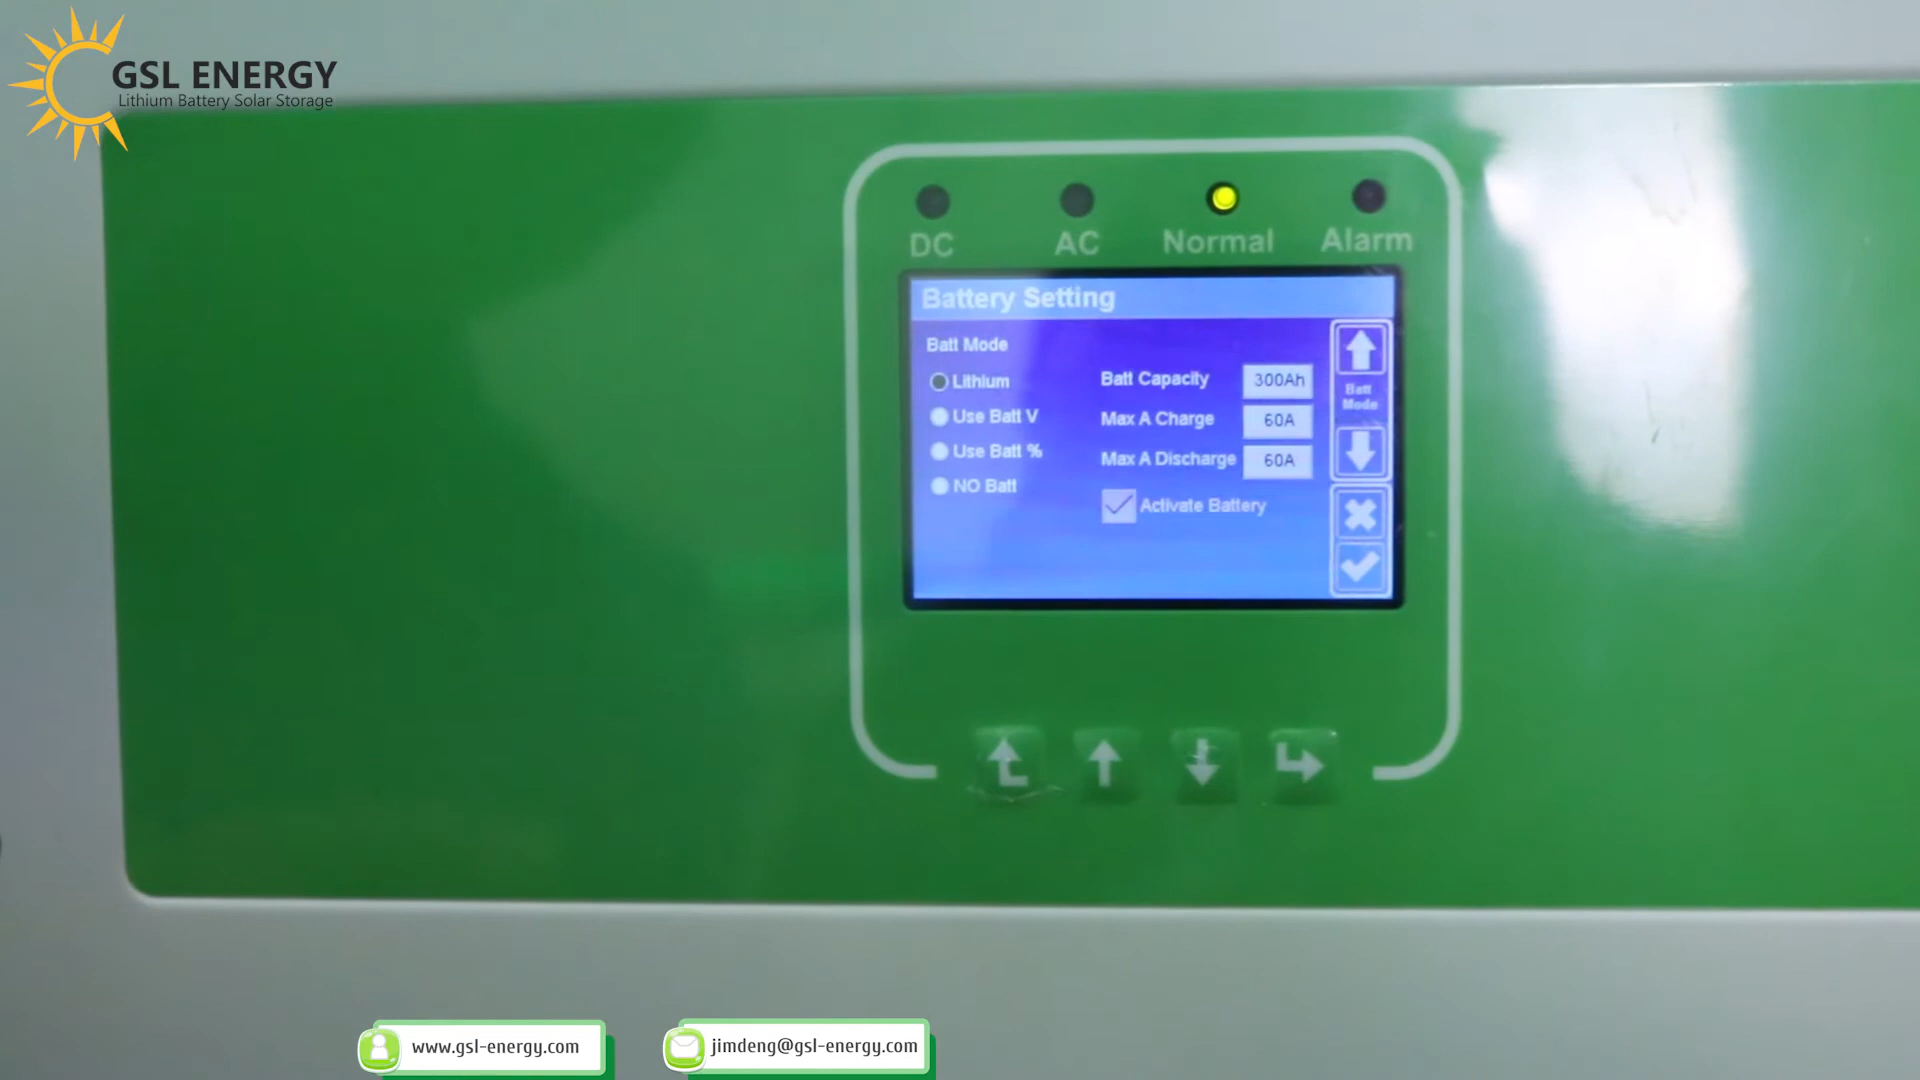 GSL ENERGY
Lithium Battery Solar Storage
DC AC Normal Alarm
Battery Setting
Batt Mode
Lithium
Use Batt V
Use Batt %
NO Batt
Batt Capacity 300Ah
Max A Charge 60A
Max A Discharge 60A
Activate Battery
Batt
Mode
www.gsl-energy.com
jimdeng@gsl-energy.com